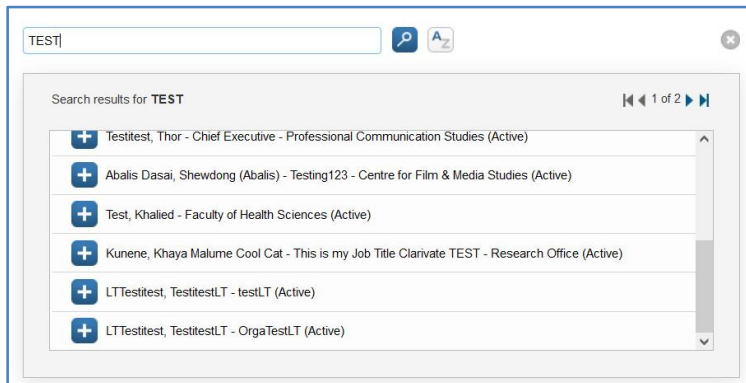 TEST
AZ
Search results for TEST
1 of 2
Testitest, Thor - Chief Executive - Professional Communication Studies (Active)
Abalis Dasai, Shewdong (Abalis) - Testing123 - Centre for Film & Media Studies (Active)
Test, Khalied - Faculty of Health Sciences (Active)
Kunene, Khaya Malume Cool Cat - This is my Job Title Clarivate TEST - Research Office (Active)
LTTestitest, TestitestLT - testLT (Active)
LTTestitest, TestitestLT - OrgaTestLT (Active)